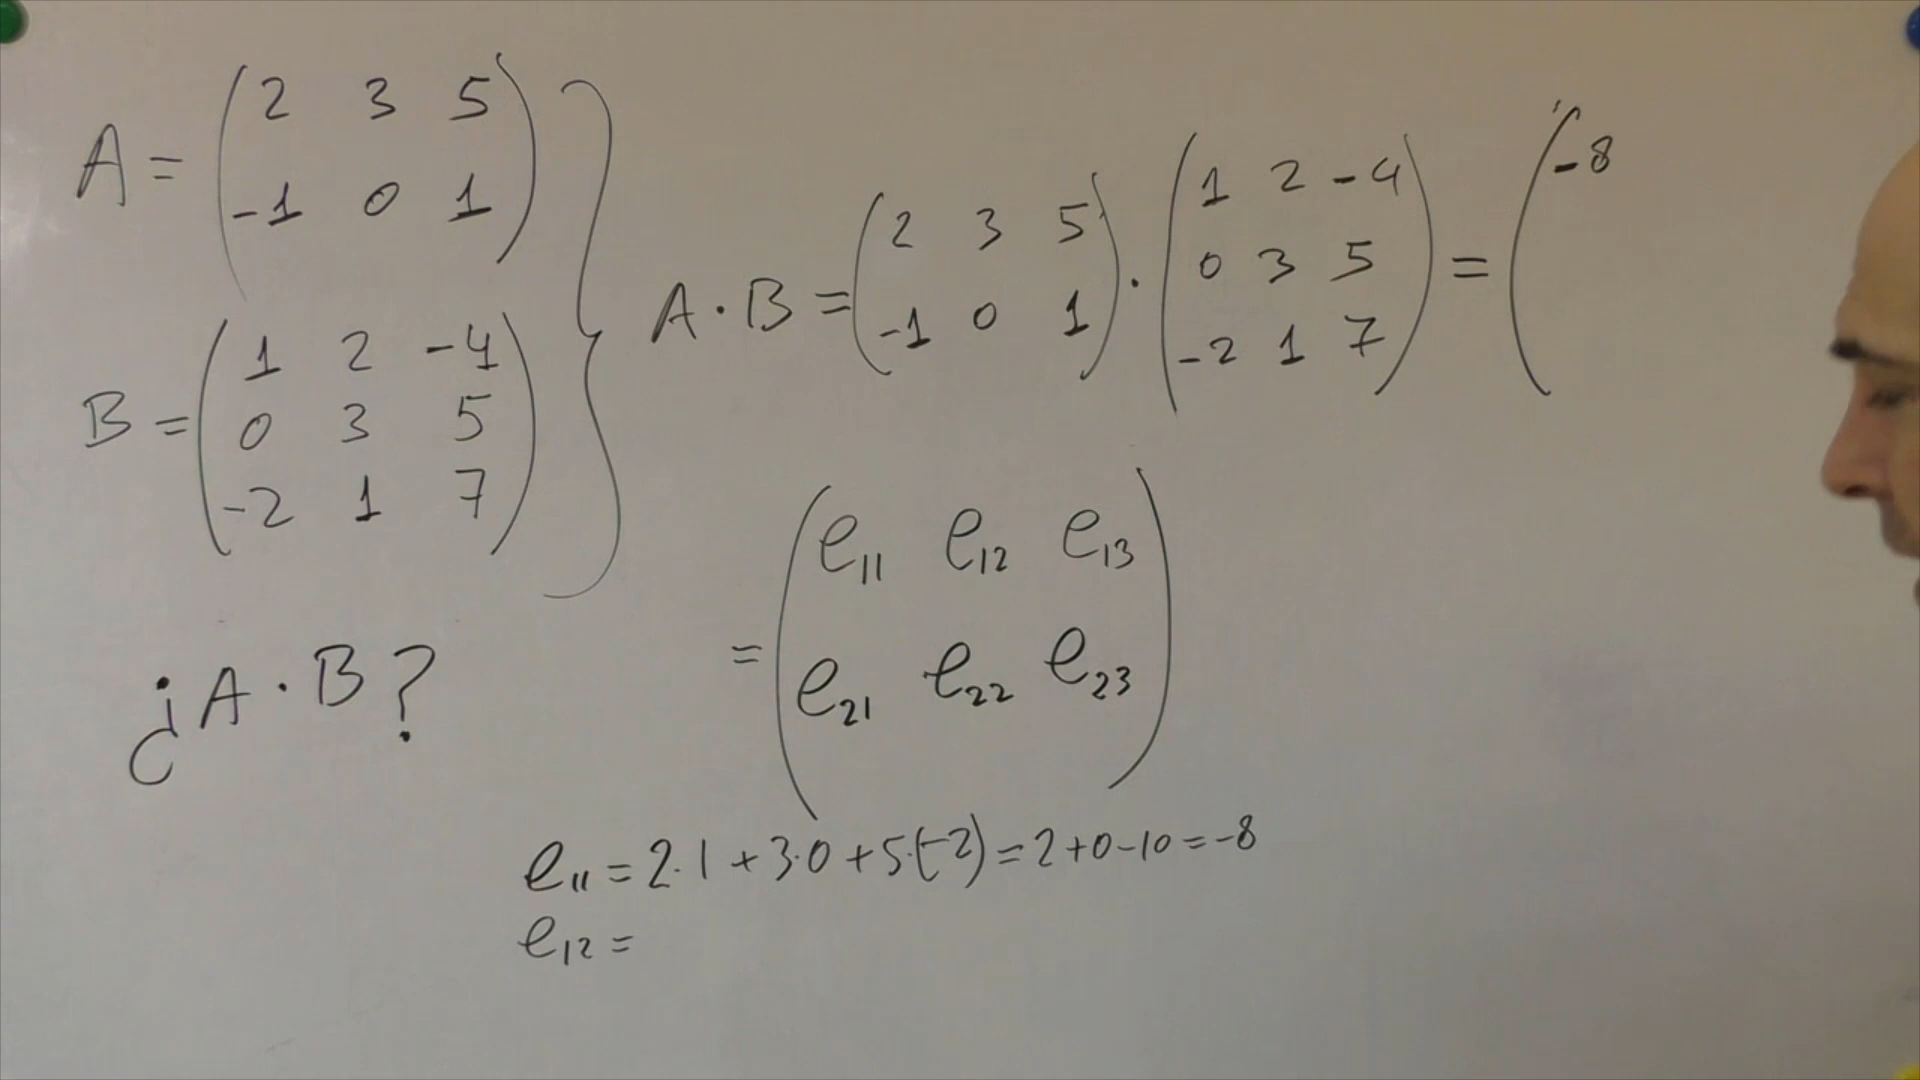 A = ( 2 3 5
-1 0 1 )
B = ( 1 2 -4
0 3 5
-2 1 7 )
¿A·B?
A·B = ( 2 3 5
-1 0 1 ) · ( 1 2 -4
0 3 5
-2 1 7 ) = ( -8
= ( e11 e12 e13
e21 e22 e23 )
e11 = 2·1 + 3·0 + 5·(-2) = 2+0-10 = -8
e12 =